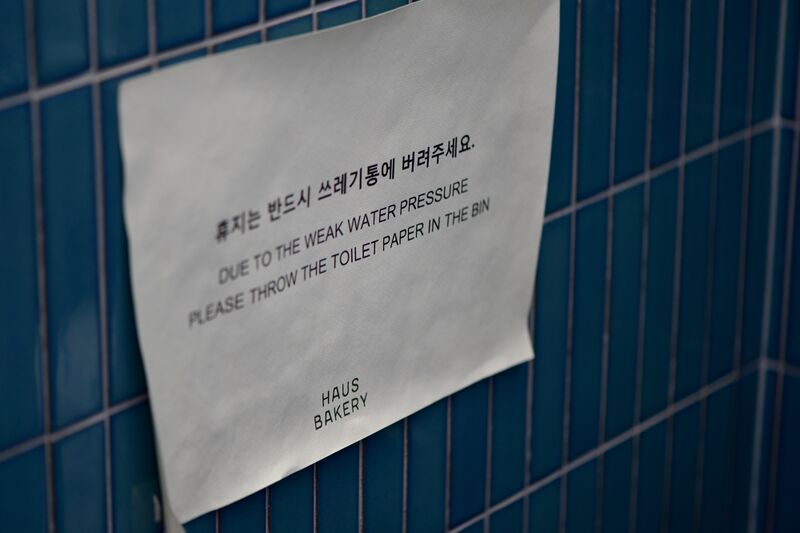 휴지는 반드시 쓰레기통에 버려주세요.
DUE TO THE WEAK WATER PRESSURE
PLEASE THROW THE TOILET PAPER IN THE BIN
HAUS
BAKERY